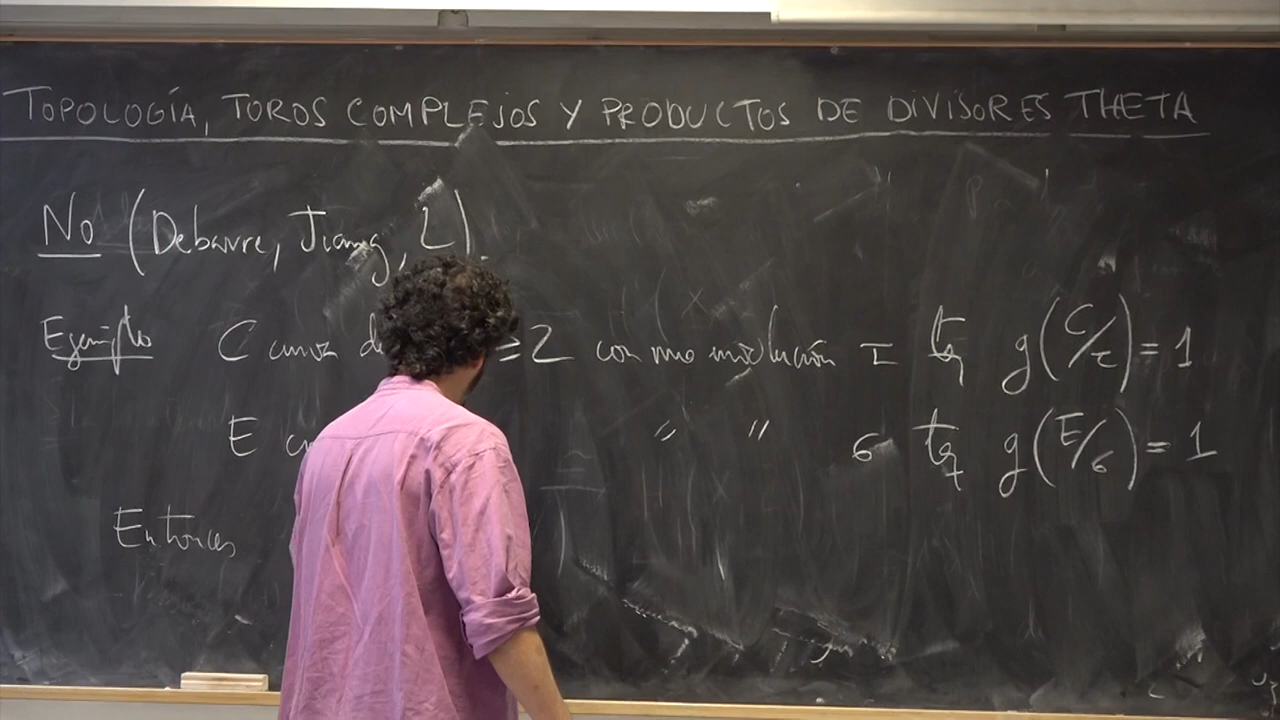 TOPOLOGÍA, TOROS COMPLEJOS Y PRODUCTOS DE DIVISORES THETA
No (Debarre, Jiang, L).
Ejemplo C curva d ≥2 con una involución τ tq g(C/τ)=1
E cu " " σ tq g(E/σ)=1
Entonces